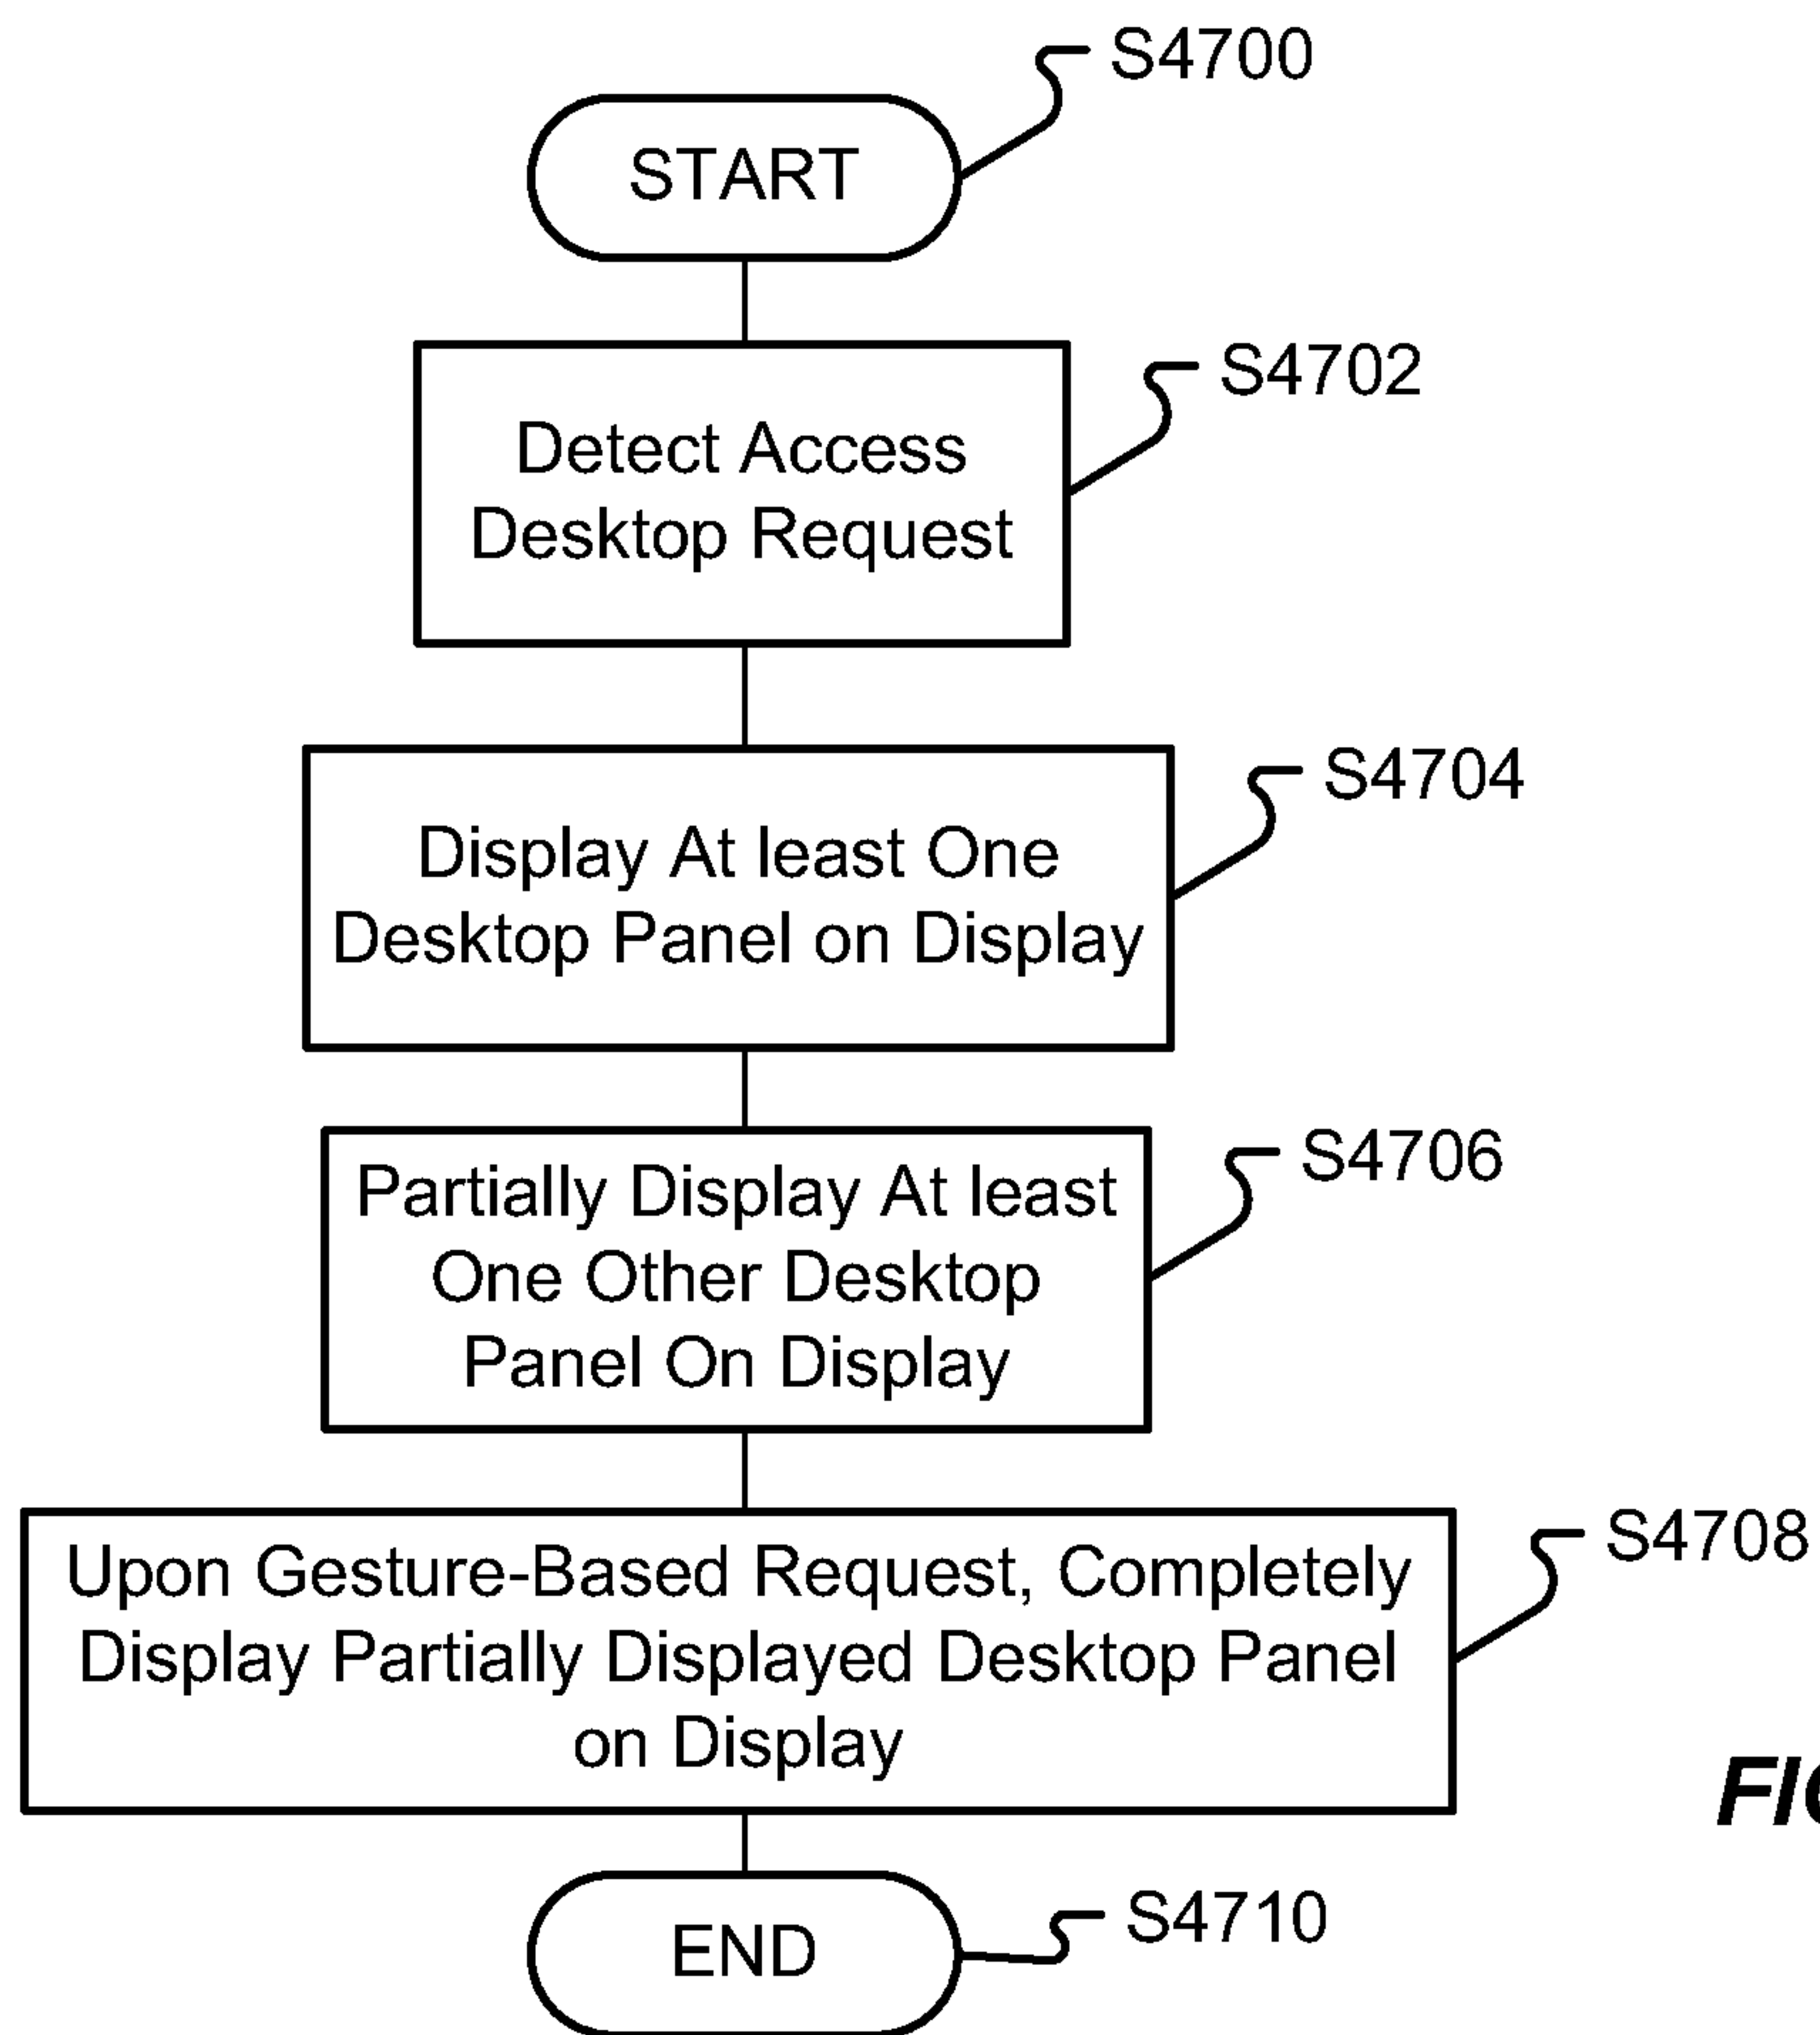 S4700
START
S4702
Detect Access
Desktop Request
S4704
Display At least One
Desktop Panel on Display
S4706
Partially Display At least
One Other Desktop
Panel On Display
S4708
Upon Gesture-Based Request, Completely
Display Partially Displayed Desktop Panel
on Display
S4710
END